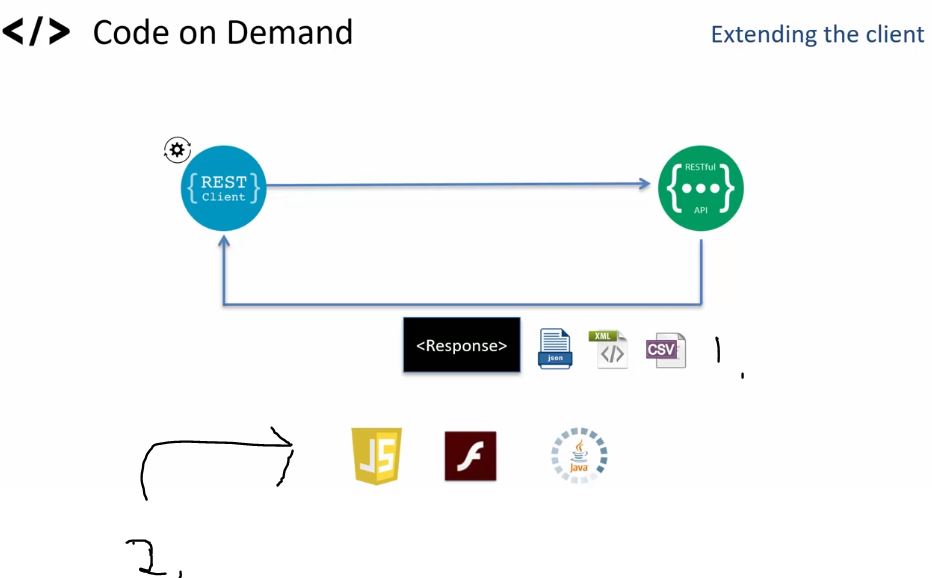 </> Code on Demand
Extending the client
{REST
Client}
RESTful
{...}
API
<Response>
json
XML
</>
CSV
1.
JS
Java
2.